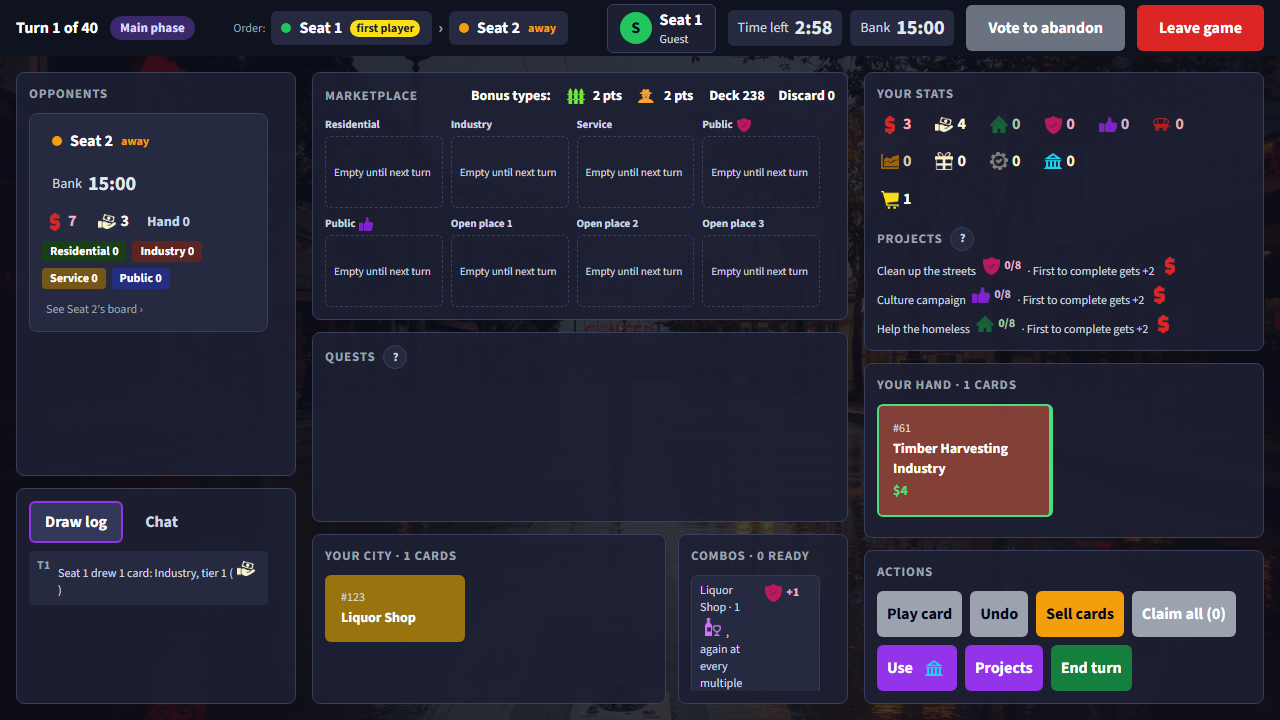 Turn 1 of 40 Main phase Order: Seat 1 first player › Seat 2 away S Seat 1 Guest Time left 2:58 Bank 15:00 Vote to abandon Leave game
OPPONENTS
Seat 2 away
Bank 15:00
7 3 Hand 0
Residential 0 Industry 0
Service 0 Public 0
See Seat 2's board ›
Draw log Chat
T1 Seat 1 drew 1 card: Industry, tier 1 (
)
MARKETPLACE Bonus types: 2 pts 2 pts Deck 238 Discard 0
Residential Industry Service Public
Empty until next turn Empty until next turn Empty until next turn Empty until next turn
Public Open place 1 Open place 2 Open place 3
Empty until next turn Empty until next turn Empty until next turn Empty until next turn
QUESTS ?
YOUR CITY · 1 CARDS
#123
Liquor Shop
COMBOS · 0 READY
Liquor +1
Shop · 1
,
again at
every
multiple
YOUR STATS
3 4 0 0 0 0
0 0 0 0
1
PROJECTS ?
Clean up the streets 0/8 · First to complete gets +2
Culture campaign 0/8 · First to complete gets +2
Help the homeless 0/8 · First to complete gets +2
YOUR HAND · 1 CARDS
#61
Timber Harvesting
Industry
$4
ACTIONS
Play card Undo Sell cards Claim all (0)
Use Projects End turn